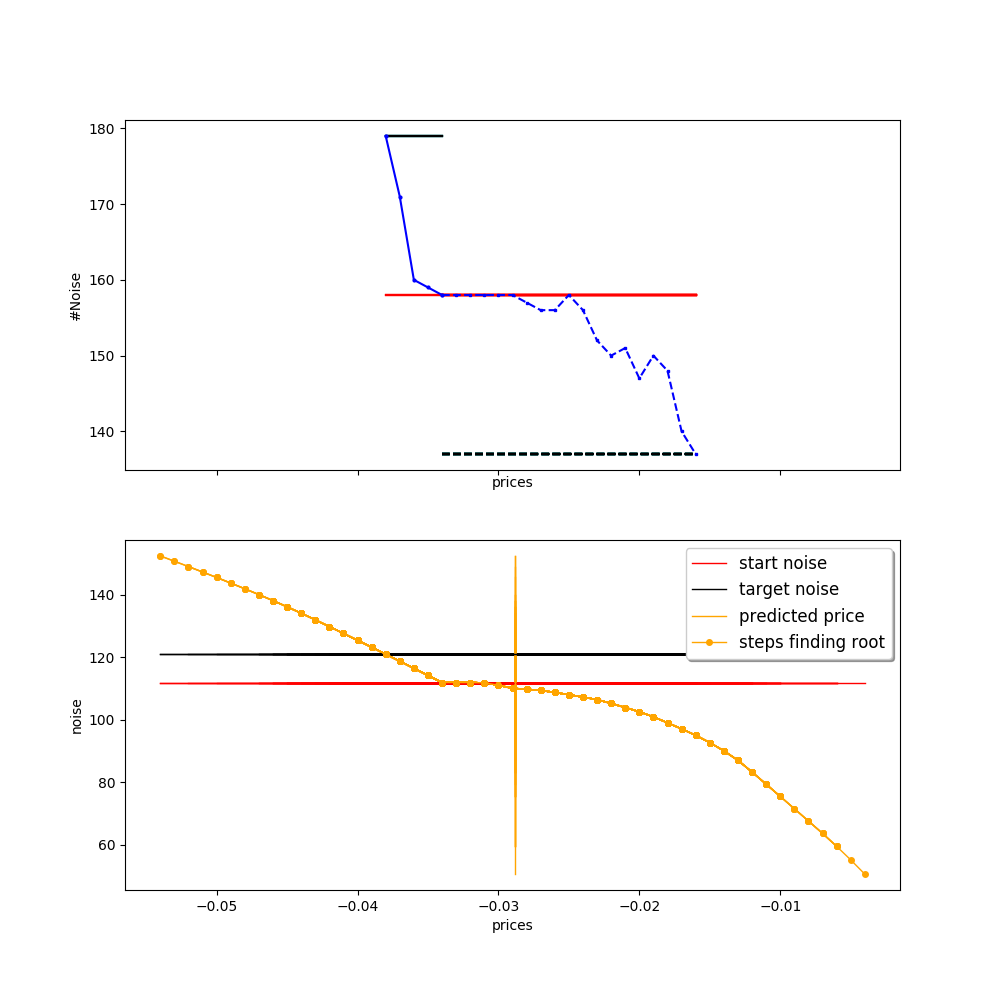 180
170
160
150
140
#Noise
prices
140
120
100
80
60
noise
start noise
target noise
predicted price
steps finding root
−0.05
−0.04
−0.03
−0.02
−0.01
prices